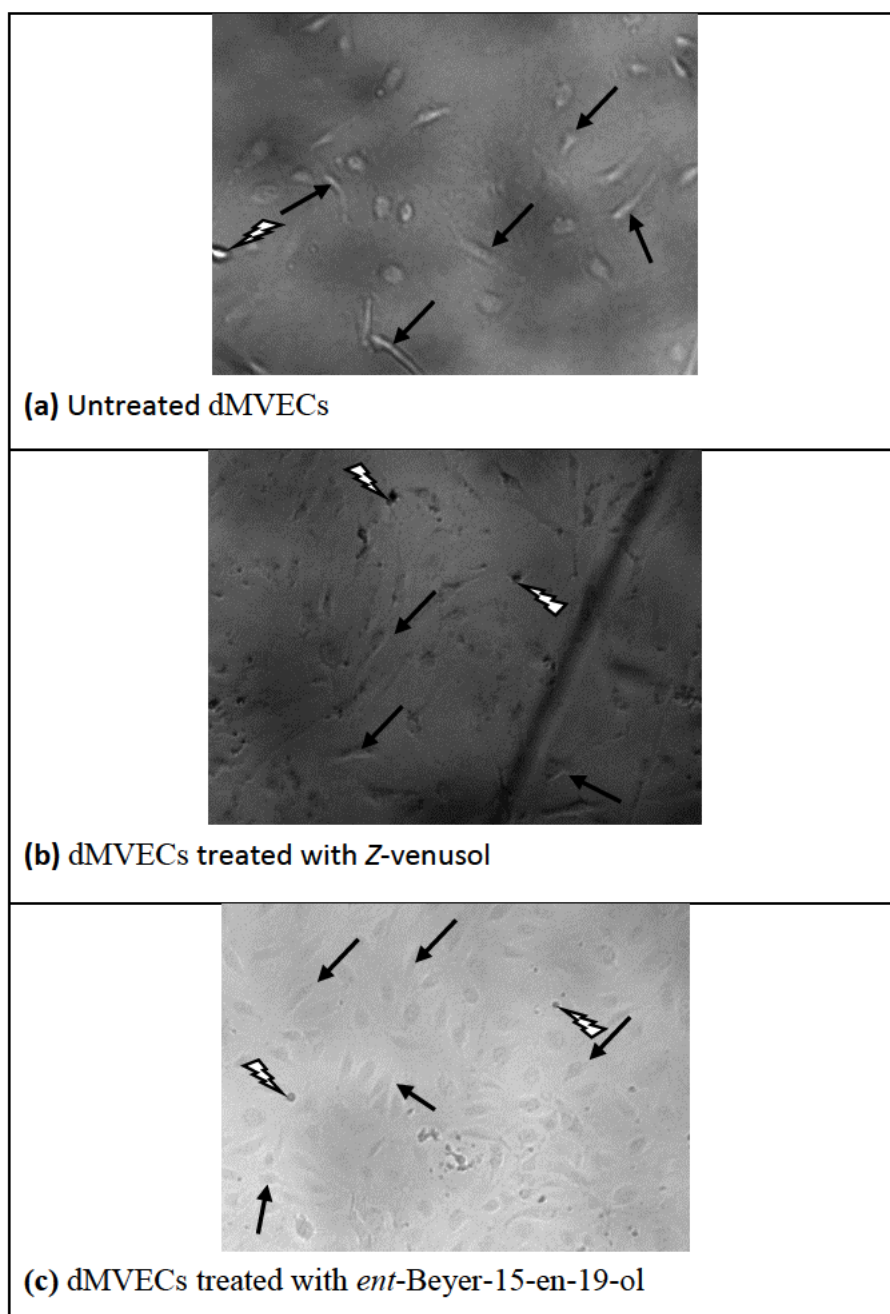 (a) Untreated dMVECs
(b) dMVECs treated with Z-venusol
(c) dMVECs treated with ent-Beyer-15-en-19-ol